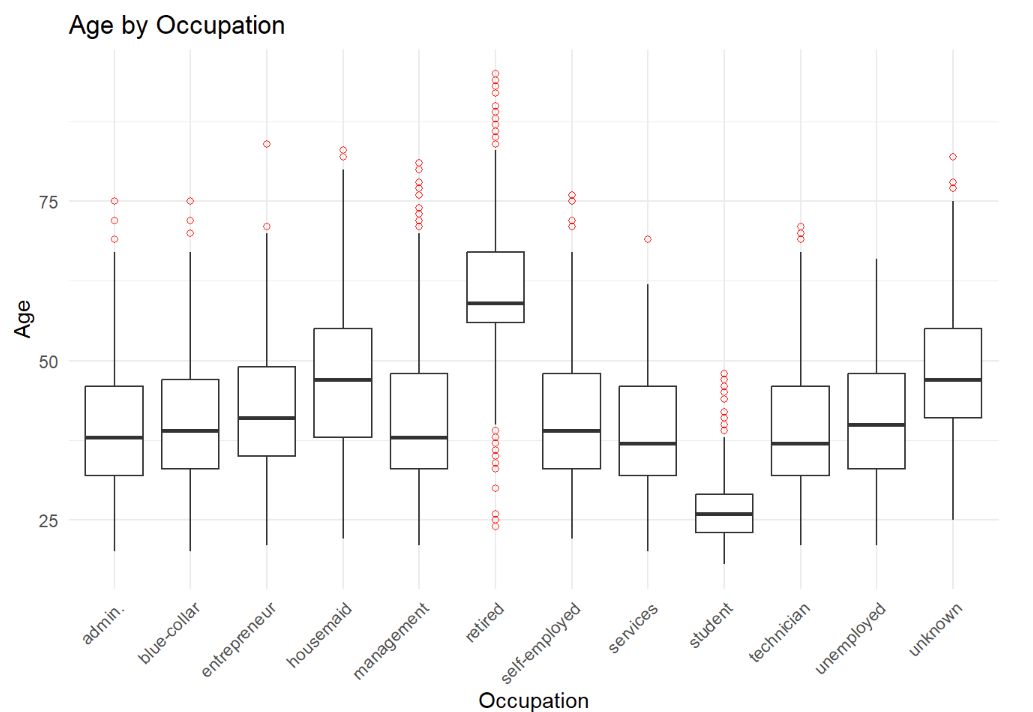 Age by Occupation
75
50
25
Age
admin.
blue-collar
entrepreneur
housemaid
management
retired
self-employed
services
student
technician
unemployed
unknown
Occupation